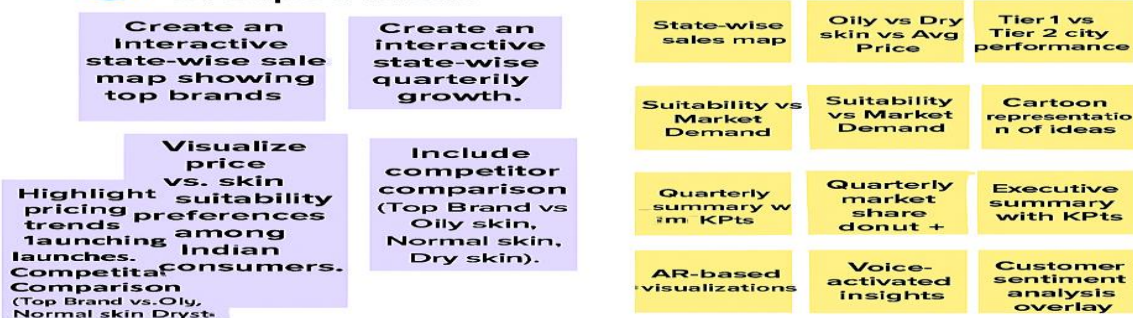 Create an
Interactive
state-wise sale
map showing
top brands
Create an
interactive
state-wise
quarterily
growth.
Visualize
price
vs. skin
suitability
preferences
among
Indian
consumers.
Highlight
pricing
trends
1aunching
launches.
Competita
Comparison
(Top Brand vs.Oly,
Normal skin Dryst-
Include
competitor
comparison
(Top Brand vs
Oily skin,
Normal skin,
Dry skin).
State-wise
sales map
Oily vs Dry
skin vs Avg
Price
Tier 1 vs
Tier 2 city
performance
Suitability vs
Market
Demand
Suitability
vs Market
Demand
Cartoon
representatio
n of ideas
Quarterly
summary w
im KPts
Quarterly
market
share
donut +
Executive
summary
with KPts
AR-based
visualizations
Voice-
activated
insights
Customer
sentiment
analysis
overlay